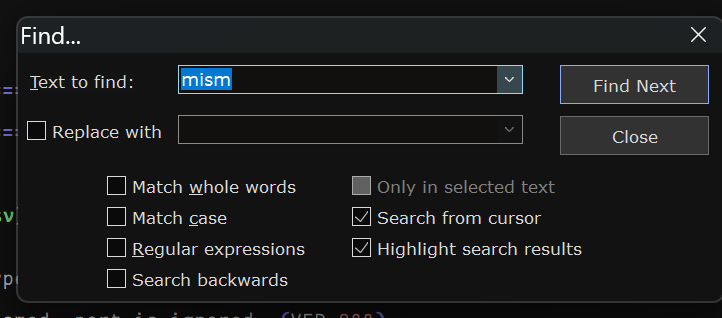 Find...
Text to find:
mism
Find Next
Replace with
Close
Match whole words
Only in selected text
Match case
Search from cursor
Regular expressions
Highlight search results
Search backwards